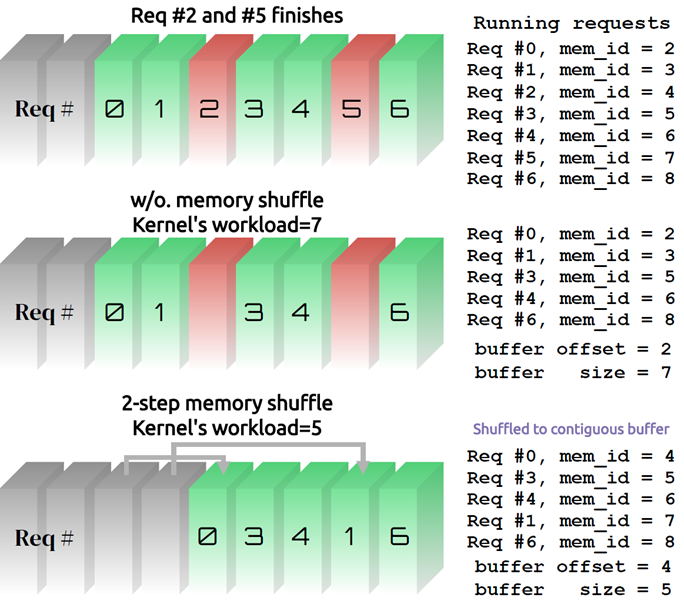 Req #2 and #5 finishes
Req # 0 1 2 3 4 5 6
Running requests
Req #0, mem_id = 2
Req #1, mem_id = 3
Req #2, mem_id = 4
Req #3, mem_id = 5
Req #4, mem_id = 6
Req #5, mem_id = 7
Req #6, mem_id = 8
w/o. memory shuffle
Kernel's workload=7
Req # 0 1 3 4 6
Req #0, mem_id = 2
Req #1, mem_id = 3
Req #3, mem_id = 5
Req #4, mem_id = 6
Req #6, mem_id = 8
buffer offset = 2
buffer size = 7
2-step memory shuffle
Kernel's workload=5
Req # 0 3 4 1 6
Shuffled to contiguous buffer
Req #0, mem_id = 4
Req #3, mem_id = 5
Req #4, mem_id = 6
Req #1, mem_id = 7
Req #6, mem_id = 8
buffer offset = 4
buffer size = 5